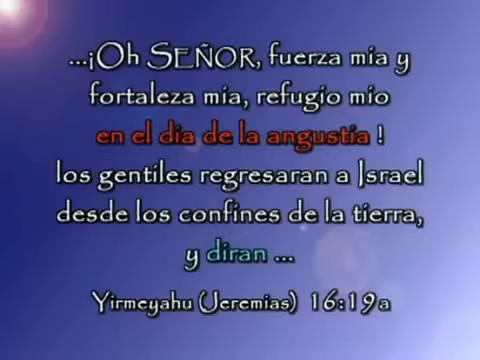 ...¡Oh SEÑOR, fuerza mia y
fortaleza mia, refugio mio
en el dia de la angustia !
los gentiles regresaran a Israel
desde los confines de la tierra,
y diran ...
Yirmeyahu (Jeremias) 16:19a